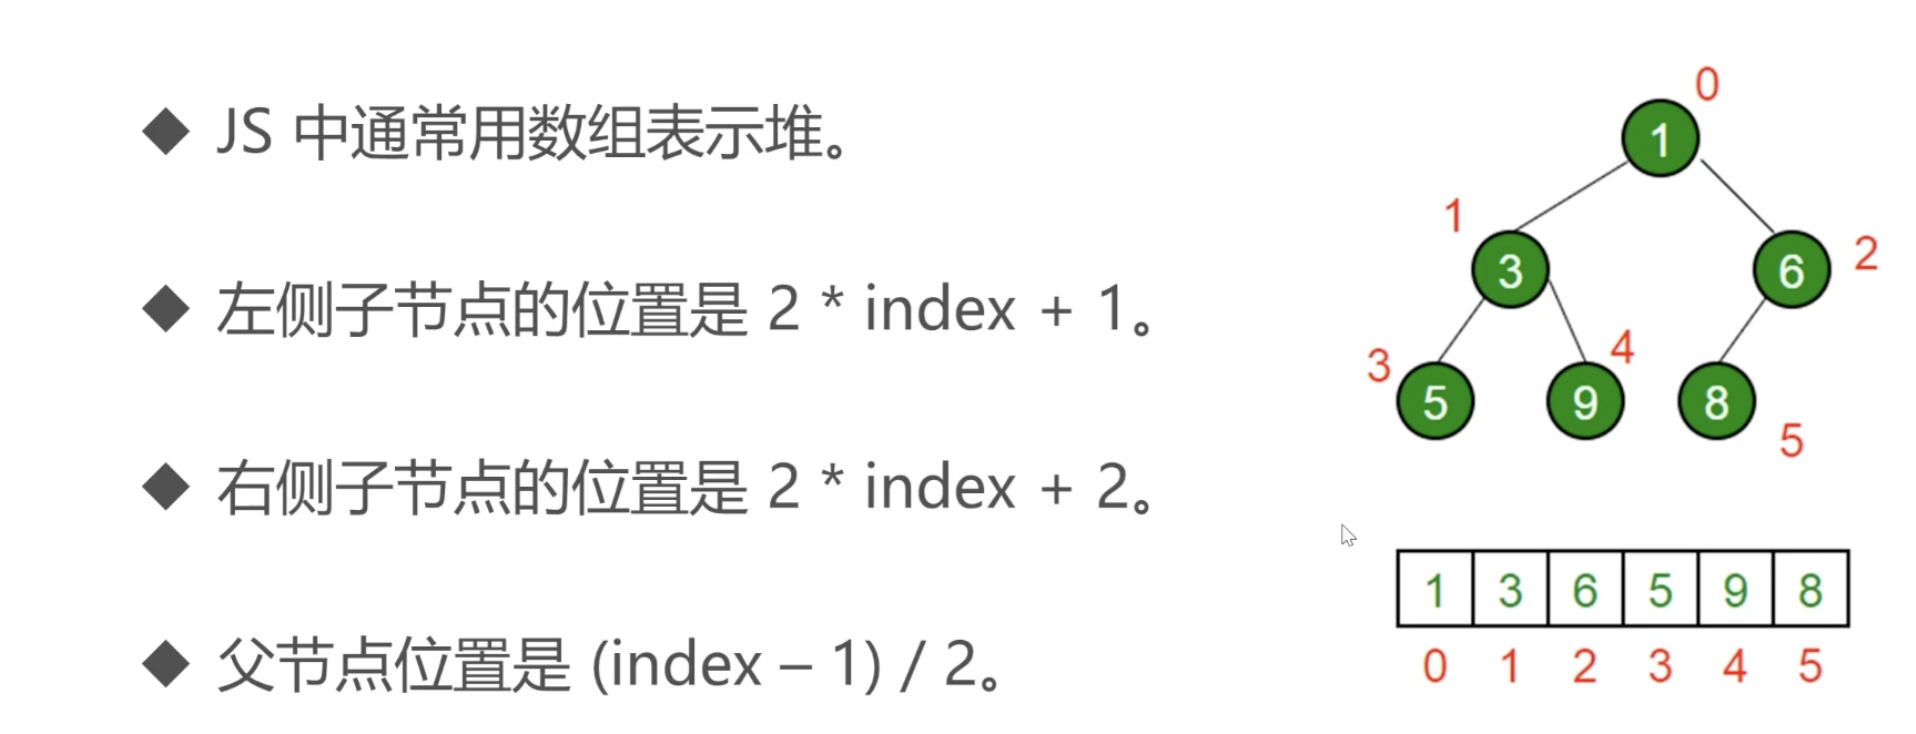 JS 中通常用数组表示堆。
左侧子节点的位置是 2 * index + 1。
右侧子节点的位置是 2 * index + 2。
父节点位置是 (index – 1) / 2。
0
1
1
2
3
6
3
4
5
9
8
5
1 3 6 5 9 8
0 1 2 3 4 5